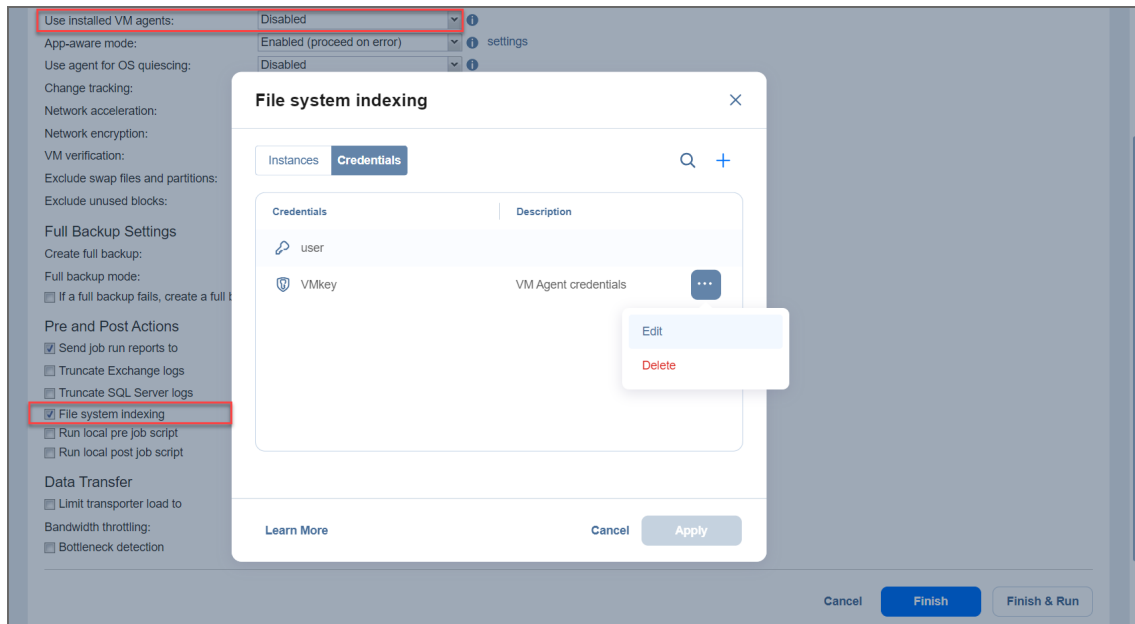 Use installed VM agents: Disabled
App-aware mode: Enabled (proceed on error) settings
Use agent for OS quiescing: Disabled
Change tracking:
Network acceleration:
Network encryption:
VM verification:
Exclude swap files and partitions:
Exclude unused blocks:
Full Backup Settings
Create full backup:
Full backup mode:
If a full backup fails, create a full
Pre and Post Actions
Send job run reports to
Truncate Exchange logs
Truncate SQL Server logs
File system indexing
Run local pre job script
Run local post job script
Data Transfer
Limit transporter load to
Bandwidth throttling:
Bottleneck detection
File system indexing
Instances Credentials
Credentials Description
user
VMkey VM Agent credentials
Edit
Delete
Learn More Cancel Apply
Cancel Finish Finish & Run